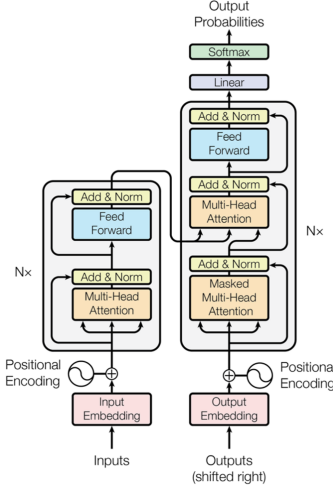 Output
Probabilities
Softmax
Linear
Add & Norm
Feed
Forward
Add & Norm
Multi-Head
Attention
Add & Norm
Masked
Multi-Head
Attention
N×
Positional
Encoding
Output
Embedding
Outputs
(shifted right)
Add & Norm
Feed
Forward
Add & Norm
Multi-Head
Attention
N×
Positional
Encoding
Input
Embedding
Inputs